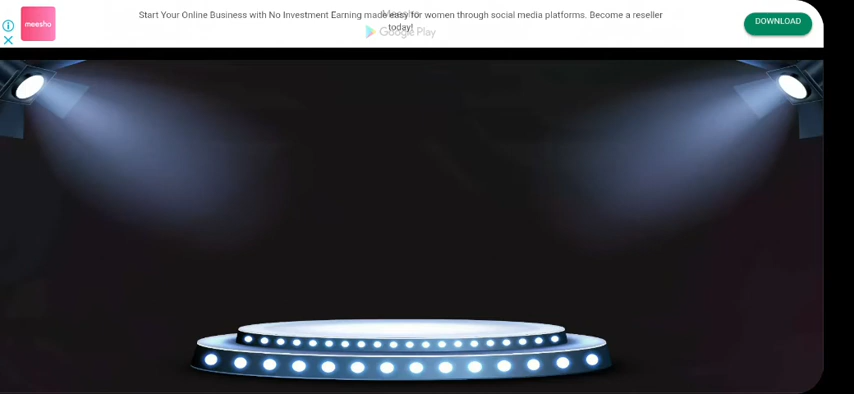 meesho
Start Your Online Business with No Investment Earning made easy for women through social media platforms. Become a reseller
today!
Meesho
Google Play
DOWNLOAD